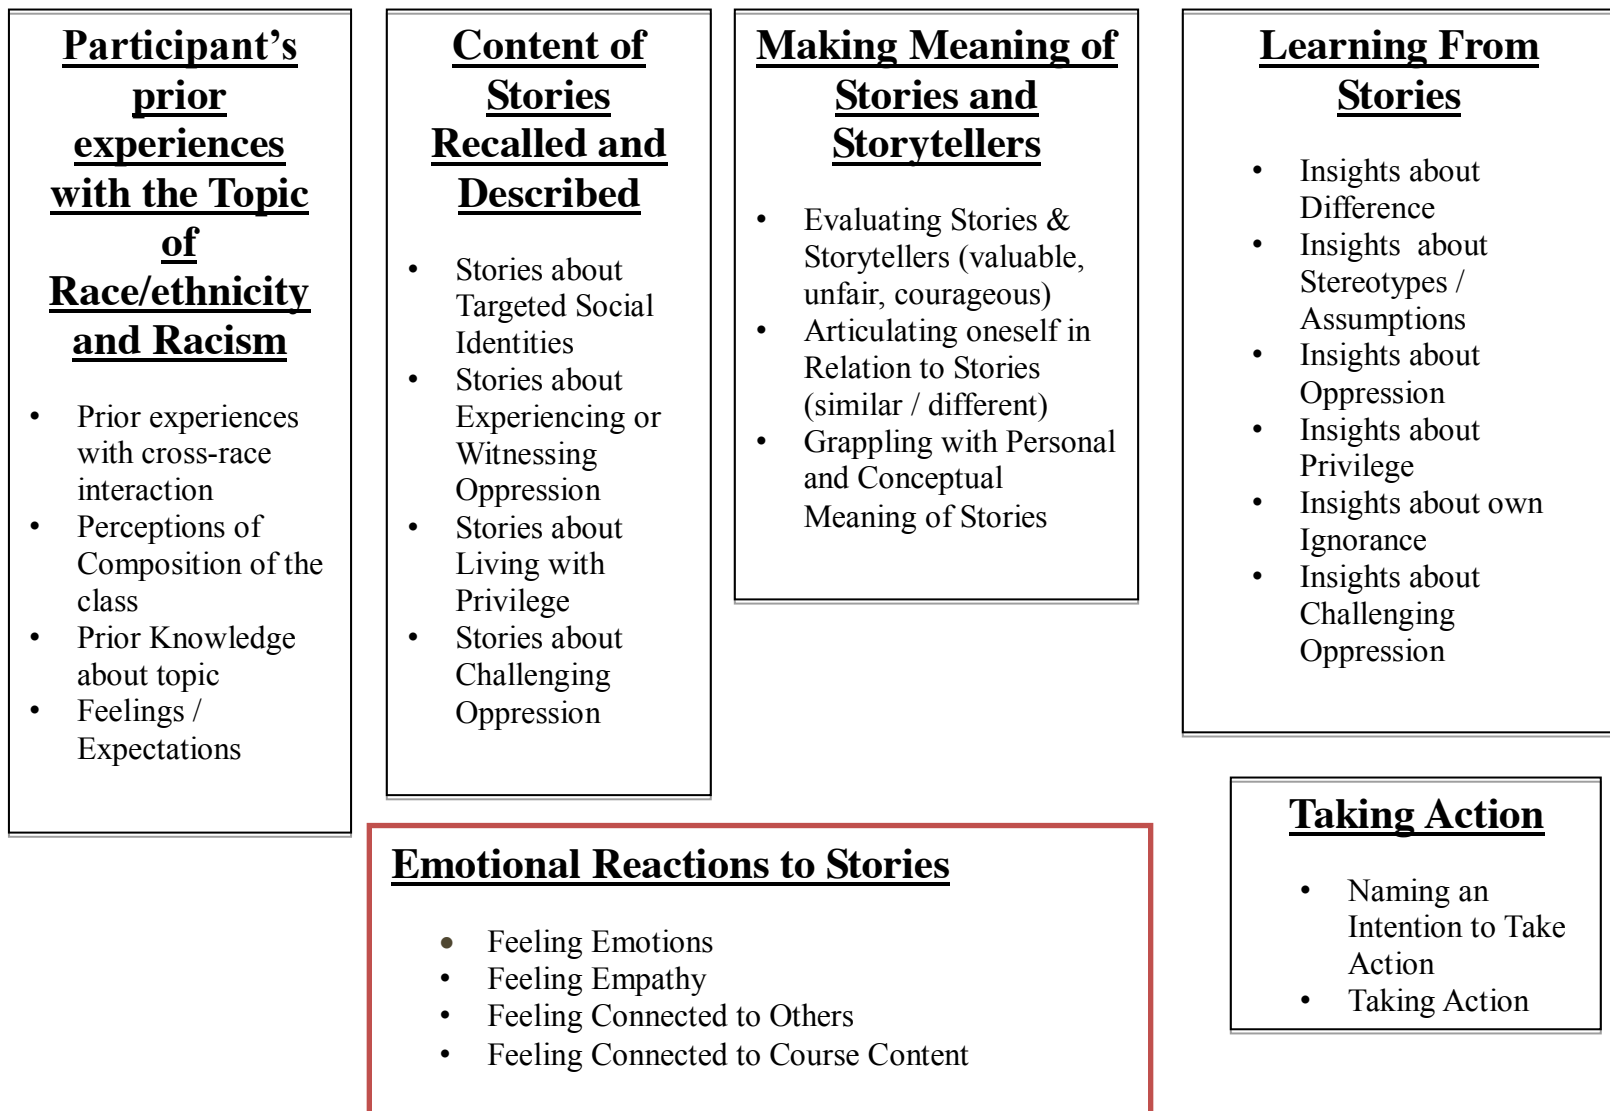 Participant’s
prior
experiences
with the Topic
of
Race/ethnicity
and Racism
• Prior experiences
with cross-race
interaction
• Perceptions of
Composition of the
class
• Prior Knowledge
about topic
• Feelings /
Expectations
Content of
Stories
Recalled and
Described
• Stories about
Targeted Social
Identities
• Stories about
Experiencing or
Witnessing
Oppression
• Stories about
Living with
Privilege
• Stories about
Challenging
Oppression
Making Meaning of
Stories and
Storytellers
• Evaluating Stories &
Storytellers (valuable,
unfair, courageous)
• Articulating oneself in
Relation to Stories
(similar / different)
• Grappling with Personal
and Conceptual
Meaning of Stories
Learning From
Stories
• Insights about
Difference
• Insights about
Stereotypes /
Assumptions
• Insights about
Oppression
• Insights about
Privilege
• Insights about own
Ignorance
• Insights about
Challenging
Oppression
Emotional Reactions to Stories
• Feeling Emotions
• Feeling Empathy
• Feeling Connected to Others
• Feeling Connected to Course Content
Taking Action
• Naming an
Intention to Take
Action
• Taking Action